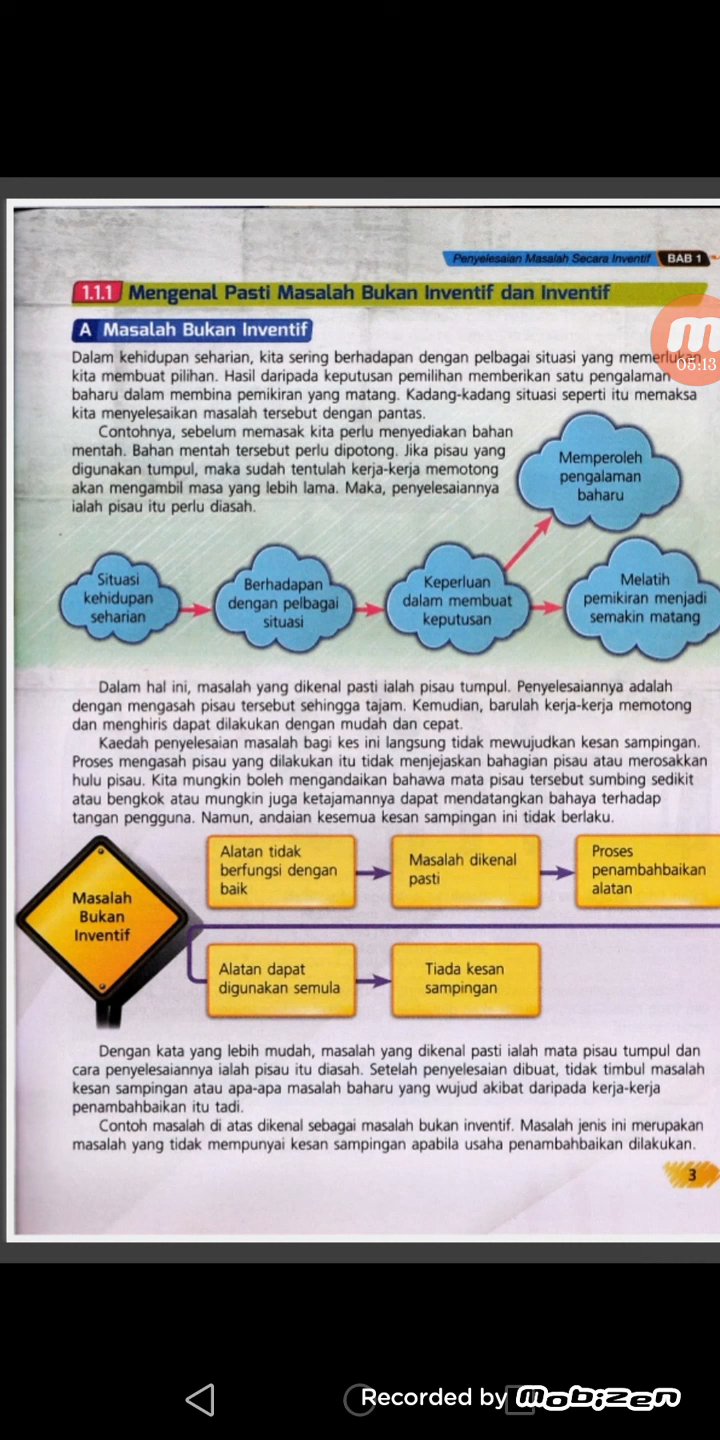 Penyelesaian Masalah Secara Inventif BAB 1
1.1.1 Mengenal Pasti Masalah Bukan Inventif dan Inventif
05:13
A Masalah Bukan Inventif
Dalam kehidupan seharian, kita sering berhadapan dengan pelbagai situasi yang memerlukan
kita membuat pilihan. Hasil daripada keputusan pemilihan memberikan satu pengalaman
baharu dalam membina pemikiran yang matang. Kadang-kadang situasi seperti itu memaksa
kita menyelesaikan masalah tersebut dengan pantas.
Contohnya, sebelum memasak kita perlu menyediakan bahan
mentah. Bahan mentah tersebut perlu dipotong. Jika pisau yang
digunakan tumpul, maka sudah tentulah kerja-kerja memotong
akan mengambil masa yang lebih lama. Maka, penyelesaiannya
ialah pisau itu perlu diasah.
Memperoleh
pengalaman
baharu
Situasi
kehidupan
seharian
Berhadapan
dengan pelbagai
situasi
Keperluan
dalam membuat
keputusan
Melatih
pemikiran menjadi
semakin matang
Dalam hal ini, masalah yang dikenal pasti ialah pisau tumpul. Penyelesaiannya adalah
dengan mengasah pisau tersebut sehingga tajam. Kemudian, barulah kerja-kerja memotong
dan menghiris dapat dilakukan dengan mudah dan cepat.
Kaedah penyelesaian masalah bagi kes ini langsung tidak mewujudkan kesan sampingan.
Proses mengasah pisau yang dilakukan itu tidak menjejaskan bahagian pisau atau merosakkan
hulu pisau. Kita mungkin boleh mengandaikan bahawa mata pisau tersebut sumbing sedikit
atau bengkok atau mungkin juga ketajamannya dapat mendatangkan bahaya terhadap
tangan pengguna. Namun, andaian kesemua kesan sampingan ini tidak berlaku.
Masalah
Bukan
Inventif
Alatan tidak
berfungsi dengan
baik
Masalah dikenal
pasti
Proses
penambahbaikan
alatan
Alatan dapat
digunakan semula
Tiada kesan
sampingan
Dengan kata yang lebih mudah, masalah yang dikenal pasti ialah mata pisau tumpul dan
cara penyelesaiannya ialah pisau itu diasah. Setelah penyelesaian dibuat, tidak timbul masalah
kesan sampingan atau apa-apa masalah baharu yang wujud akibat daripada kerja-kerja
penambahbaikan itu tadi.
Contoh masalah di atas dikenal sebagai masalah bukan inventif. Masalah jenis ini merupakan
masalah yang tidak mempunyai kesan sampingan apabila usaha penambahbaikan dilakukan.
3
Recorded by Mobizen